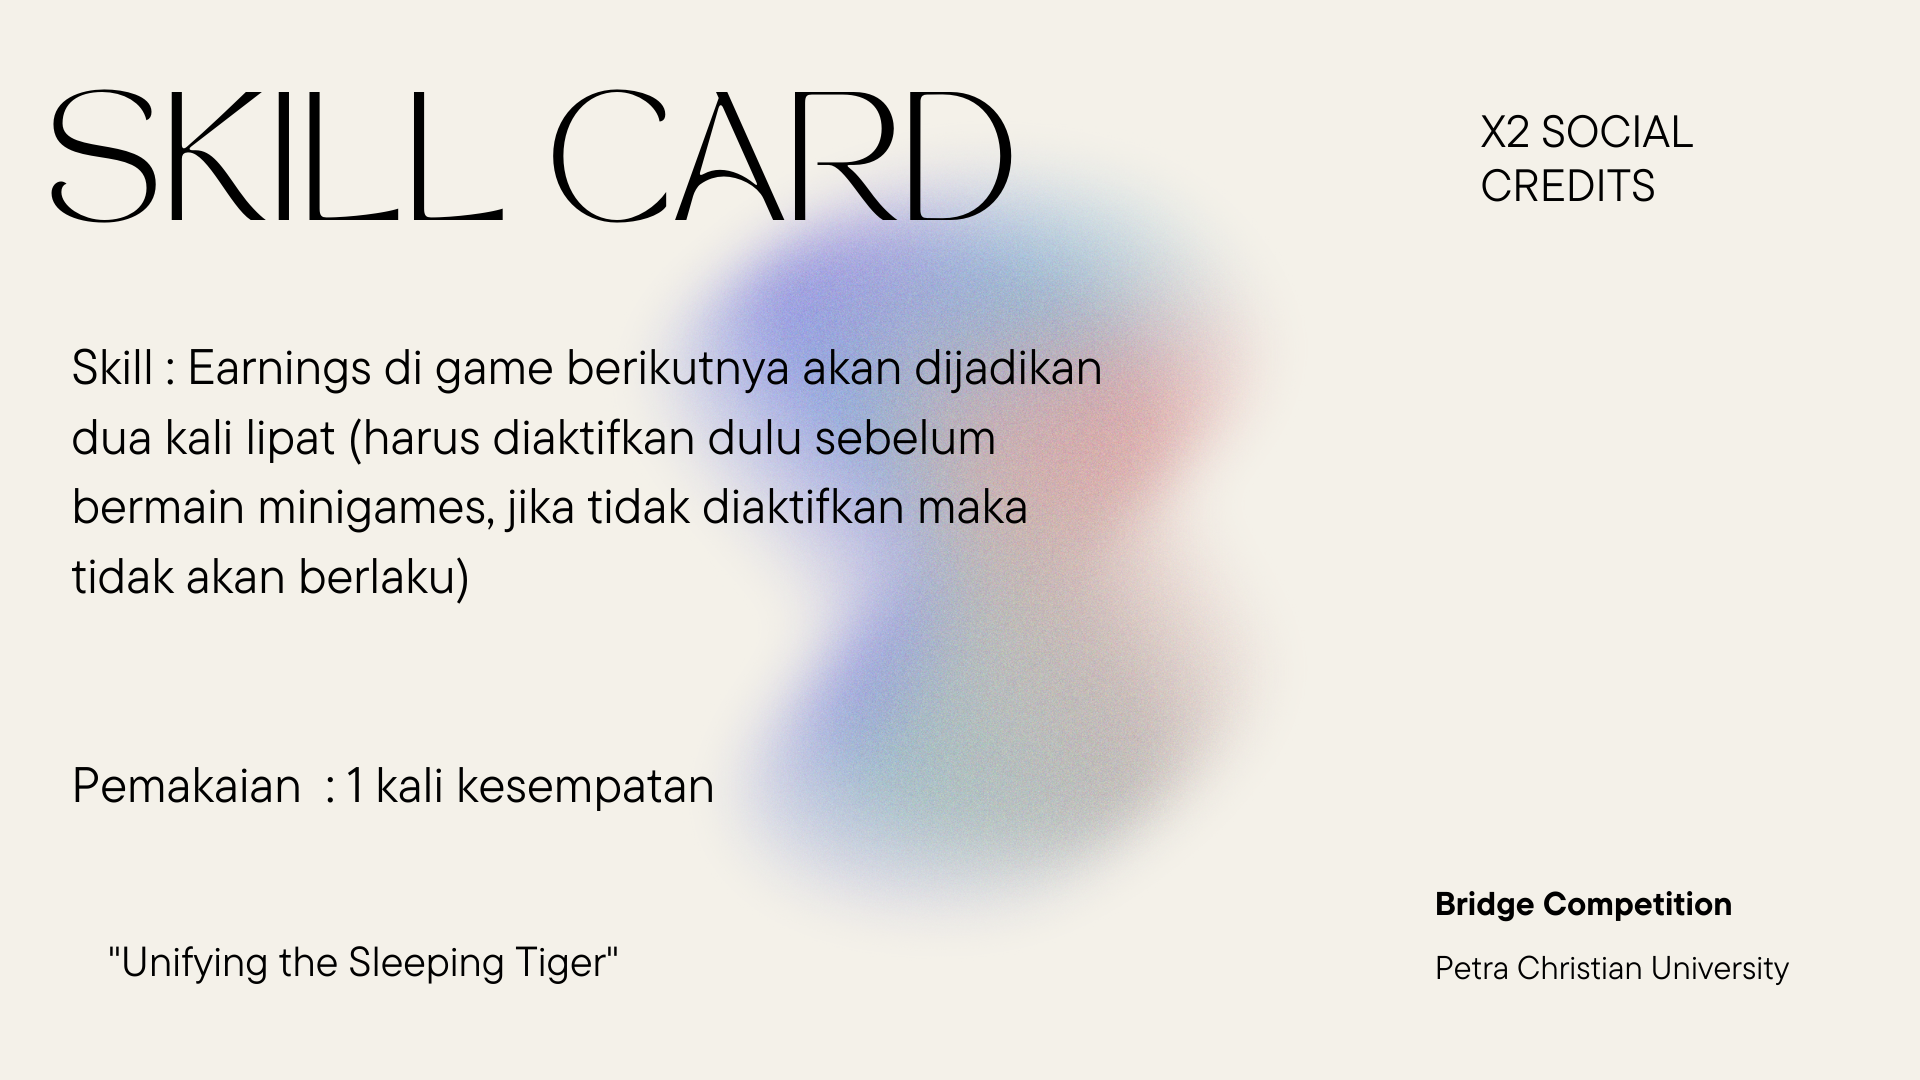 SKILL CARD
X2 SOCIAL
CREDITS
Skill : Earnings di game berikutnya akan dijadikan
dua kali lipat (harus diaktifkan dulu sebelum
bermain minigames, jika tidak diaktifkan maka
tidak akan berlaku)
Pemakaian  : 1 kali kesempatan
"Unifying the Sleeping Tiger"
Bridge Competition
Petra Christian University